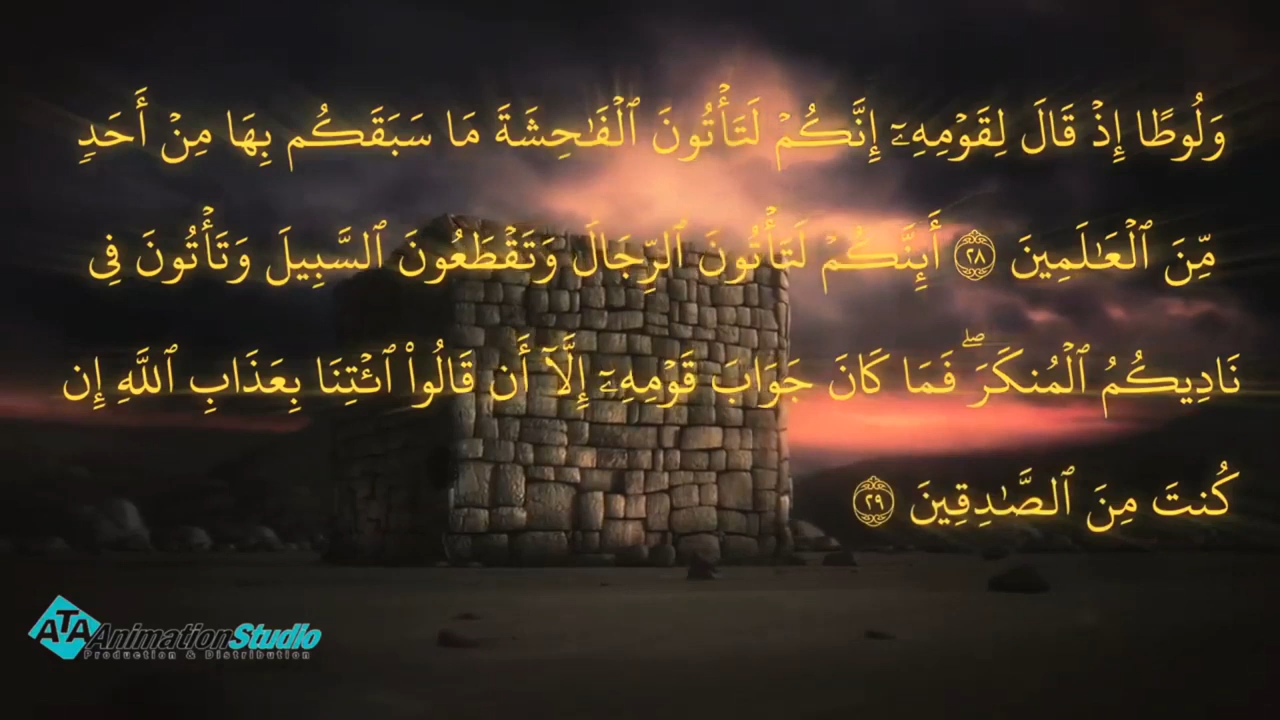 وَلُوطًا إِذۡ قَالَ لِقَوۡمِهِۦٓ إِنَّكُمۡ لَتَأۡتُونَ ٱلۡفَٰحِشَةَ مَا سَبَقَكُم بِهَا مِنۡ أَحَدٖ
مِّنَ ٱلۡعَٰلَمِينَ ٢٨ أَئِنَّكُمۡ لَتَأۡتُونَ ٱلرِّجَالَ وَتَقۡطَعُونَ ٱلسَّبِيلَ وَتَأۡتُونَ فِي
نَادِيكُمُ ٱلۡمُنكَرَۖ فَمَا كَانَ جَوَابَ قَوۡمِهِۦٓ إِلَّآ أَن قَالُواْ ٱئۡتِنَا بِعَذَابِ ٱللَّهِ إِن
كُنتَ مِنَ ٱلصَّٰدِقِينَ ٢٩
ATA AnimationStudio
Production & Distribution